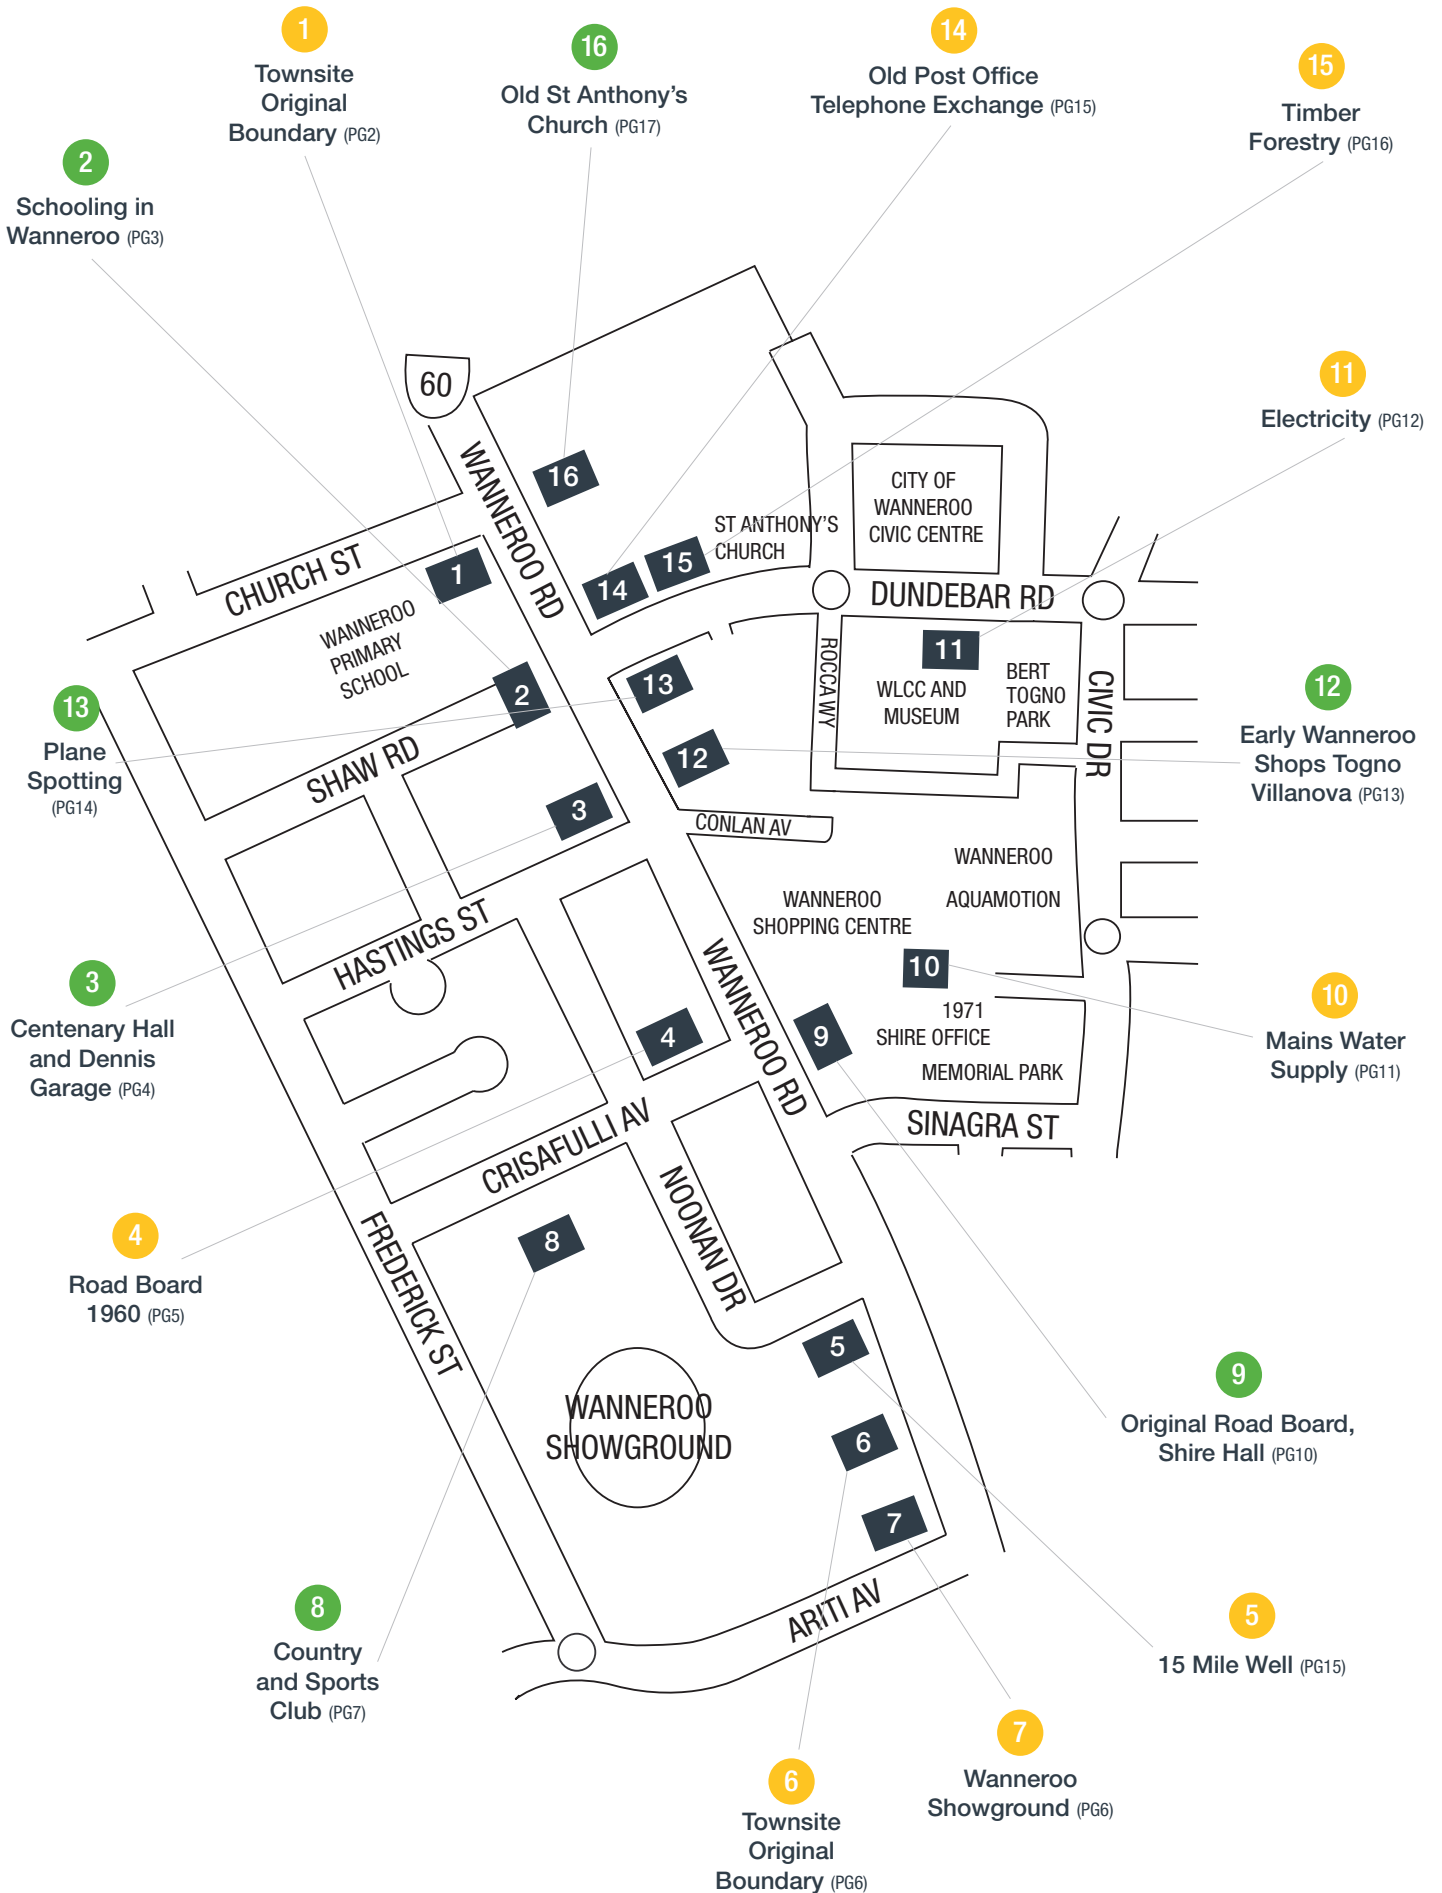 1
Townsite
Original
Boundary (PG2)
16
Old St Anthony's
Church (PG17)
14
Old Post Office
Telephone Exchange (PG15)
15
Timber
Forestry (PG16)
2
Schooling in
Wanneroo (PG3)
11
Electricity (PG12)
12
Early Wanneroo
Shops Togno
Villanova (PG13)
13
Plane
Spotting
(PG14)
3
Centenary Hall
and Dennis
Garage (PG4)
10
Mains Water
Supply (PG11)
4
Road Board
1960 (PG5)
9
Original Road Board,
Shire Hall (PG10)
8
Country
and Sports
Club (PG7)
5
15 Mile Well (PG15)
7
Wanneroo
Showground (PG6)
6
Townsite
Original
Boundary (PG6)
60
WANNEROO RD
CHURCH ST
16
1
14
15
ST ANTHONY'S
CHURCH
CITY OF
WANNEROO
CIVIC CENTRE
DUNDEBAR RD
WANNEROO
PRIMARY
SCHOOL
2
13
12
ROCCA WY
11
WLCC AND
MUSEUM
BERT
TOGNO
PARK
CIVIC DR
SHAW RD
3
CONLAN AV
WANNEROO
AQUAMOTION
WANNEROO
SHOPPING CENTRE
HASTINGS ST
WANNEROO RD
10
4
9
1971
SHIRE OFFICE
MEMORIAL PARK
SINAGRA ST
CRISAFULLI AV
NOONAN DR
8
FREDERICK ST
5
WANNEROO
SHOWGROUND
6
7
ARITI AV